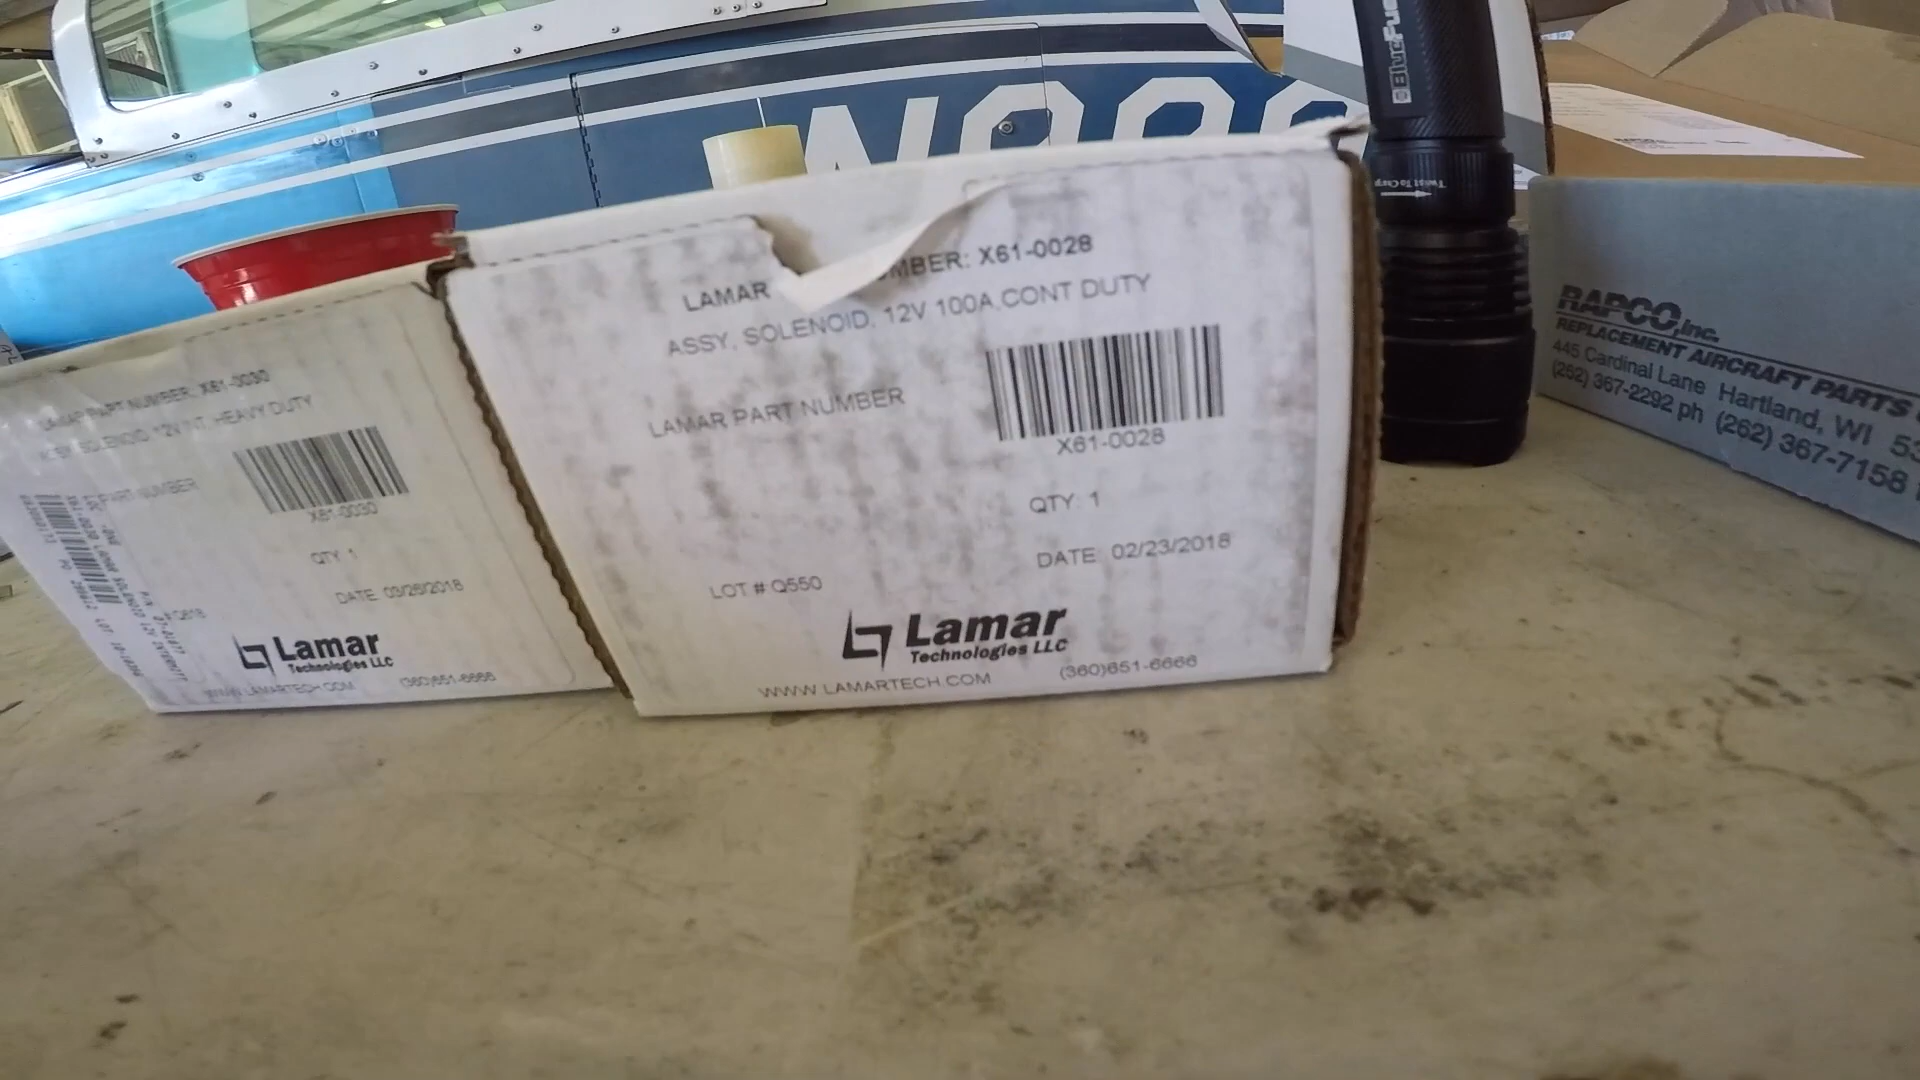 LAMAR PART NUMBER: X61-0030
ASSY, SOLENOID, 12V INT. HEAVY DUTY
PART NUMBER
X61-0030
QTY 1
DATE 03/26/2018
Lamar
Technologies LLC
WWW.LAMARTECH.COM (360)651-6666
LAMAR UMBER: X61-0028
ASSY, SOLENOID, 12V 100A,CONT DUTY
LAMAR PART NUMBER
X61-0028
QTY: 1
DATE: 02/23/2018
LOT # Q550
Lamar
Technologies LLC
WWW.LAMARTECH.COM (360)651-6666
BlucFue
Twist To Charge
RAPCO, Inc.
REPLACEMENT AIRCRAFT PARTS
445 Cardinal Lane Hartland, WI 53
(262) 367-2292 ph (262) 367-7158